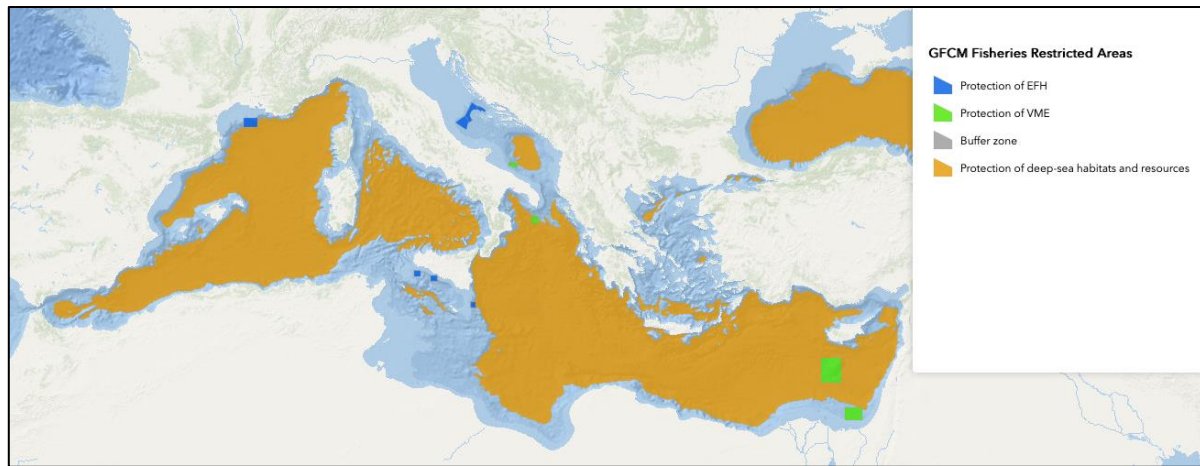 GFCM Fisheries Restricted Areas
Protection of EFH
Protection of VME
Buffer zone
Protection of deep-sea habitats and resources